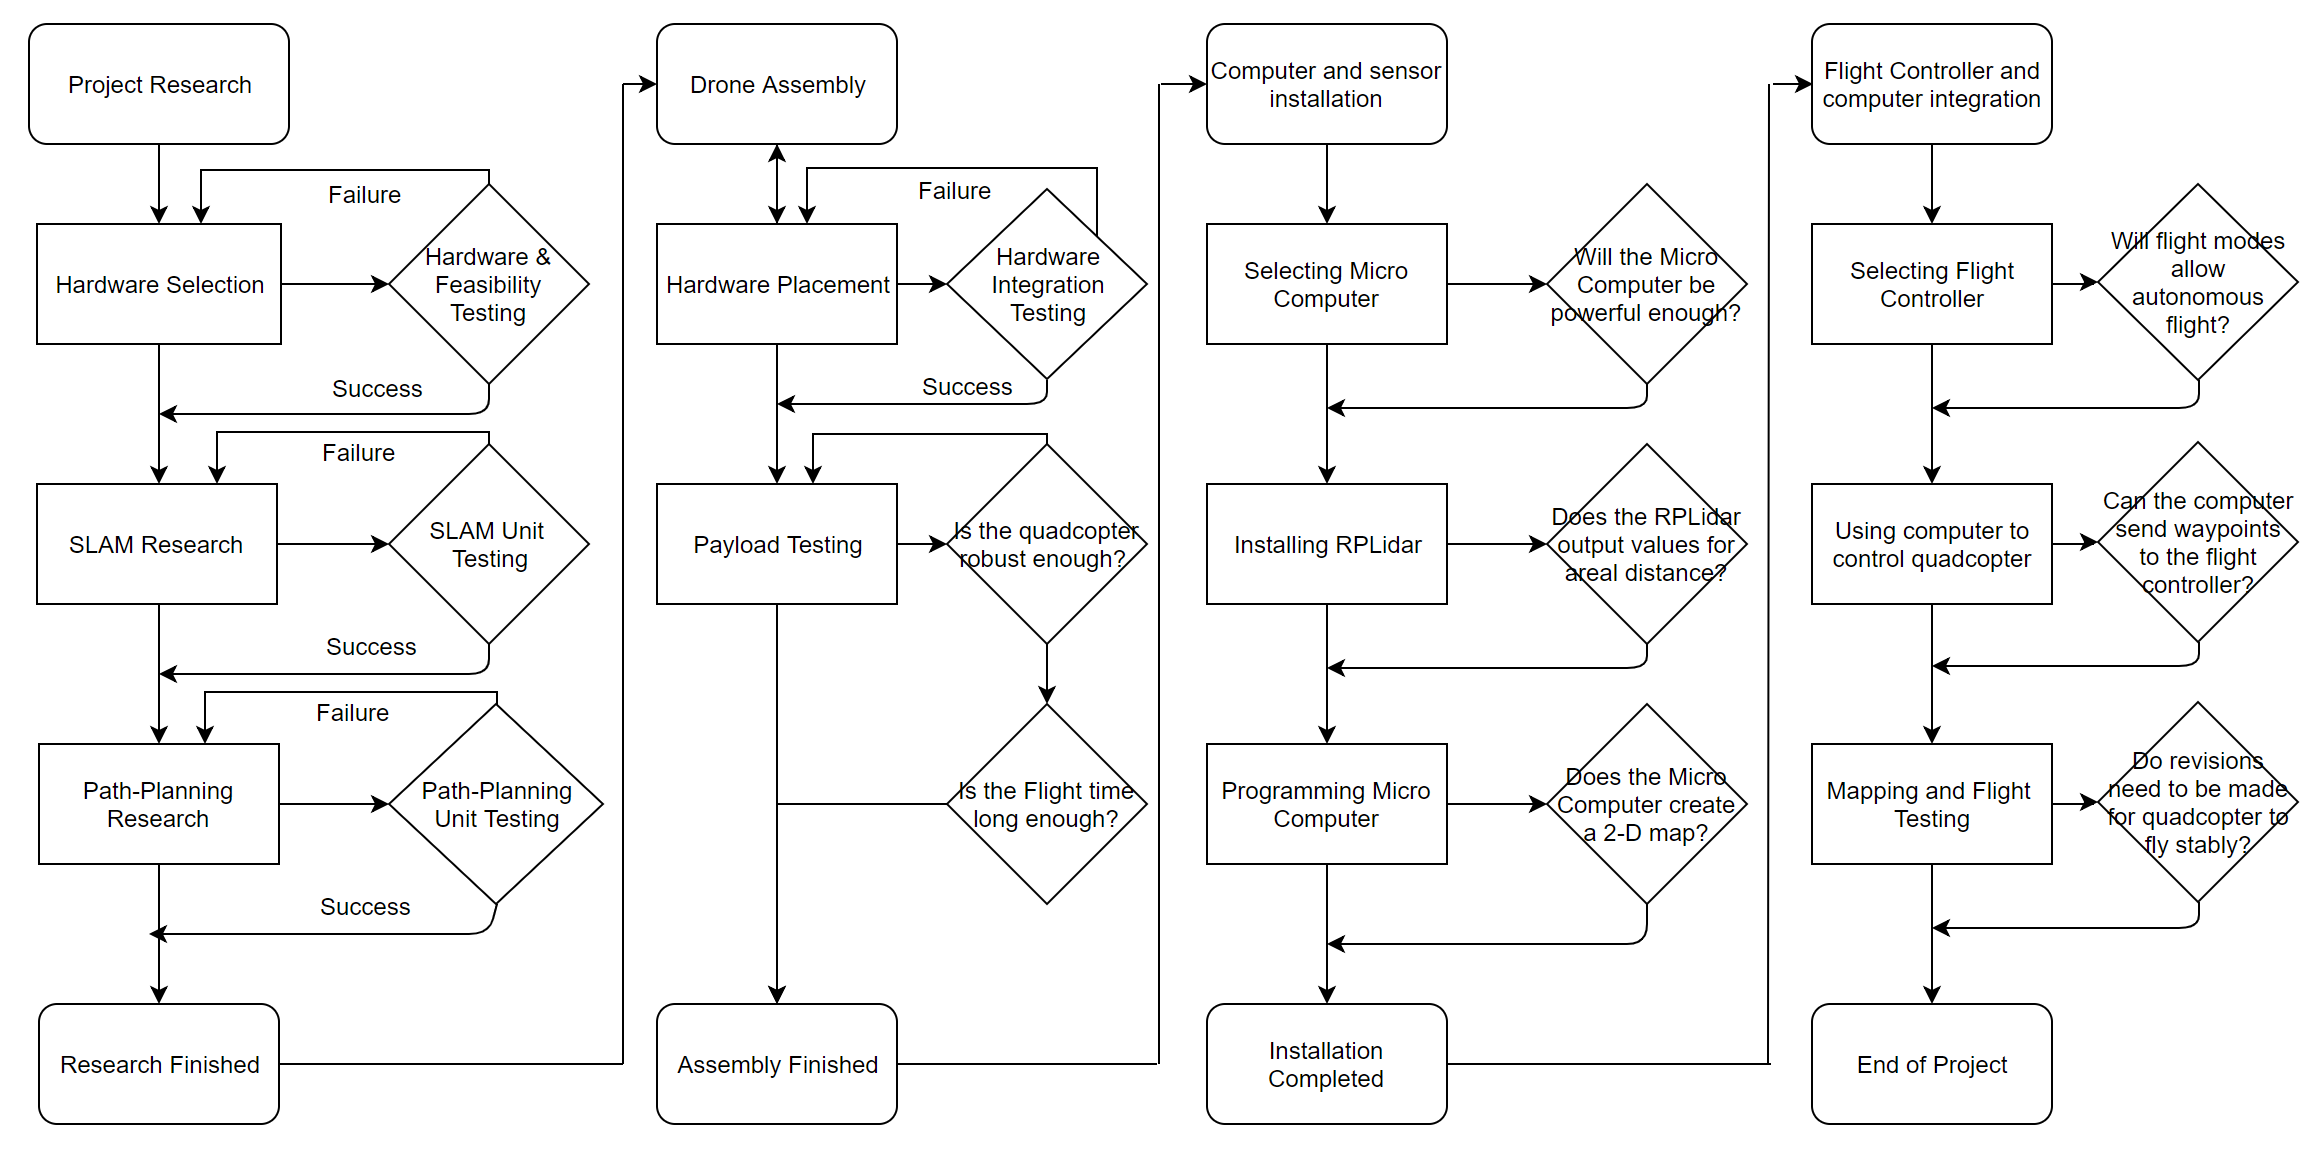 Project Research
Failure
Hardware Selection
Hardware &
Feasibility
Testing
Success
Failure
SLAM Research
SLAM Unit
Testing
Success
Failure
Path-Planning
Research
Path-Planning
Unit Testing
Success
Research Finished
Drone Assembly
Failure
Hardware Placement
Hardware
Integration
Testing
Success
Payload Testing
Is the quadcopter
robust enough?
Is the Flight time
long enough?
Assembly Finished
Computer and sensor
installation
Selecting Micro
Computer
Will the Micro
Computer be
powerful enough?
Installing RPLidar
Does the RPLidar
output values for
areal distance?
Programming Micro
Computer
Does the Micro
Computer create
a 2-D map?
Installation
Completed
Flight Controller and
computer integration
Selecting Flight
Controller
Will flight modes
allow
autonomous
flight?
Using computer to
control quadcopter
Can the computer
send waypoints
to the flight
controller?
Mapping and Flight
Testing
Do revisions
need to be made
for quadcopter to
fly stably?
End of Project